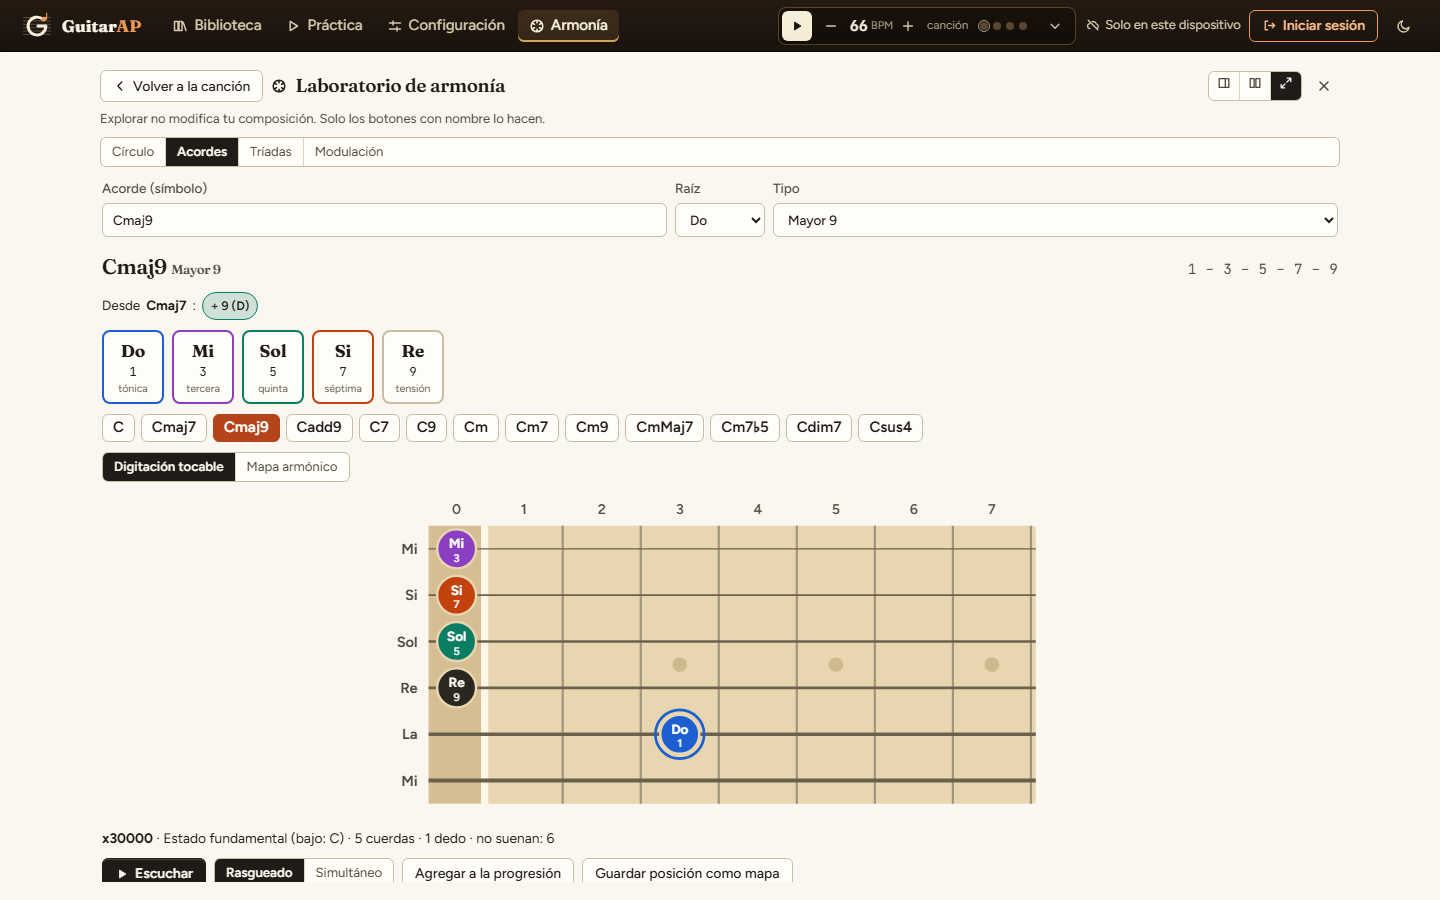 GuitarAP Biblioteca Práctica Configuración Armonía 66 BPM canción Solo en este dispositivo Iniciar sesión
Volver a la canción Laboratorio de armonía
Explorar no modifica tu composición. Solo los botones con nombre lo hacen.
Círculo Acordes Tríadas Modulación
Acorde (símbolo) Raíz Tipo
Cmaj9 Do Mayor 9
Cmaj9 Mayor 9 1 – 3 – 5 – 7 – 9
Desde Cmaj7 : + 9 (D)
Do Mi Sol Si Re
1 3 5 7 9
tónica tercera quinta séptima tensión
C Cmaj7 Cmaj9 Cadd9 C7 C9 Cm Cm7 Cm9 CmMaj7 Cm7♭5 Cdim7 Csus4
Digitación tocable Mapa armónico
0 1 2 3 4 5 6 7
Mi Mi 3
Si Si 7
Sol Sol 5
Re Re 9
La Do 1
Mi
x30000 · Estado fundamental (bajo: C) · 5 cuerdas · 1 dedo · no suenan: 6
Escuchar Rasgueado Simultáneo Agregar a la progresión Guardar posición como mapa